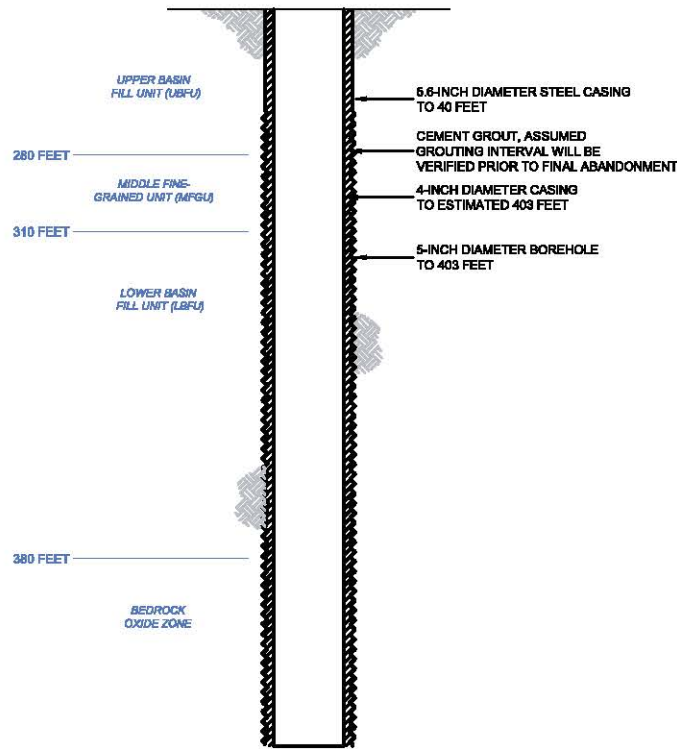 UPPER BASIN
FILL UNIT (UBFU)
280 FEET
MIDDLE FINE-
GRAINED UNIT (MFGU)
310 FEET
LOWER BASIN
FILL UNIT (LBFU)
380 FEET
BEDROCK
OXIDE ZONE
5.6-INCH DIAMETER STEEL CASING
TO 40 FEET
CEMENT GROUT, ASSUMED
GROUTING INTERVAL WILL BE
VERIFIED PRIOR TO FINAL ABANDONMENT
4-INCH DIAMETER CASING
TO ESTIMATED 403 FEET
5-INCH DIAMETER BOREHOLE
TO 403 FEET